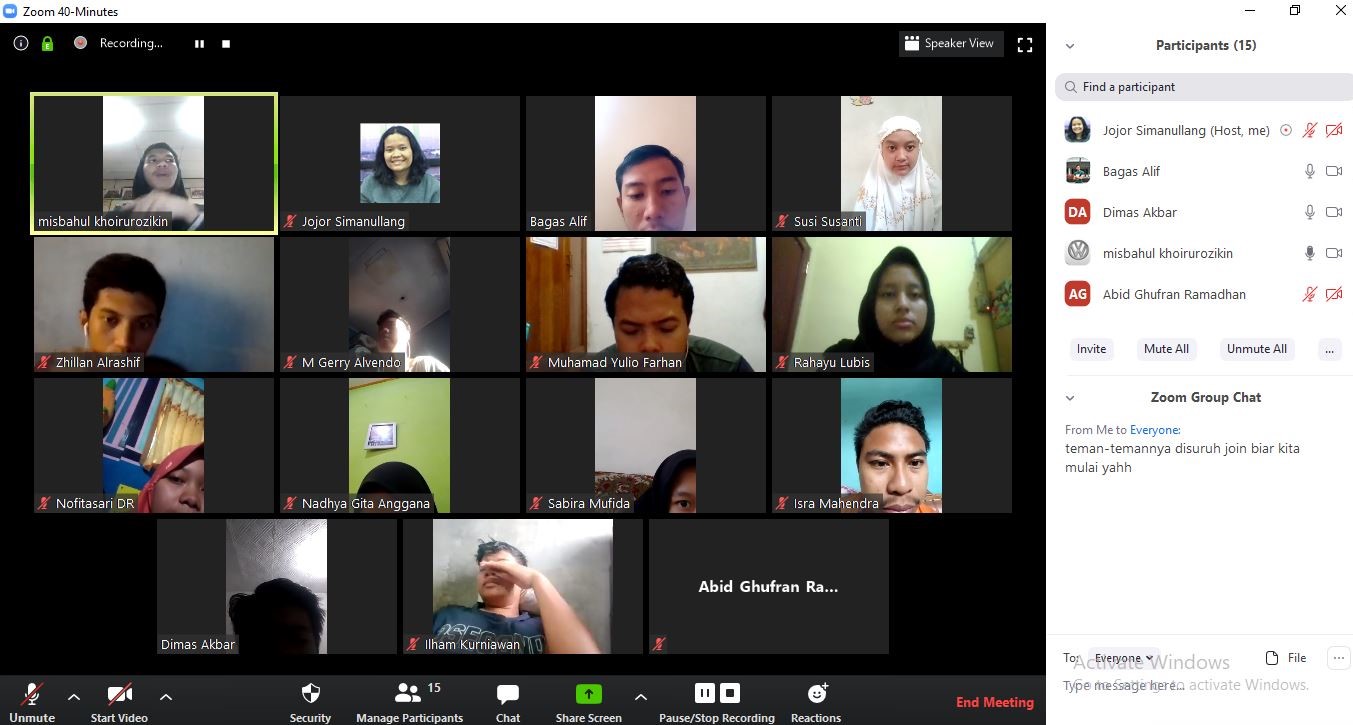 Zoom 40-Minutes
Recording...
Speaker View
misbahul khoirurozikin
Jojor Simanullang
Bagas Alif
Susi Susanti
Zhillan Alrashif
M Gerry Alvendo
Muhamad Yulio Farhan
Rahayu Lubis
Nofitasari DR
Nadhya Gita Anggana
Sabira Mufida
Isra Mahendra
Dimas Akbar
Ilham Kurniawan
Abid Ghufran Ra...
Unmute
Start Video
Security
Manage Participants
15
Chat
Share Screen
Pause/Stop Recording
Reactions
End Meeting
Participants (15)
Find a participant
Jojor Simanullang (Host, me)
Bagas Alif
DA Dimas Akbar
misbahul khoirurozikin
AG Abid Ghufran Ramadhan
Invite
Mute All
Unmute All
...
Zoom Group Chat
From Me to Everyone:
teman-temannya disuruh join biar kita
mulai yahh
To: Everyone
File
...
Activate Windows
Type message here...
Go to Settings to activate Windows.